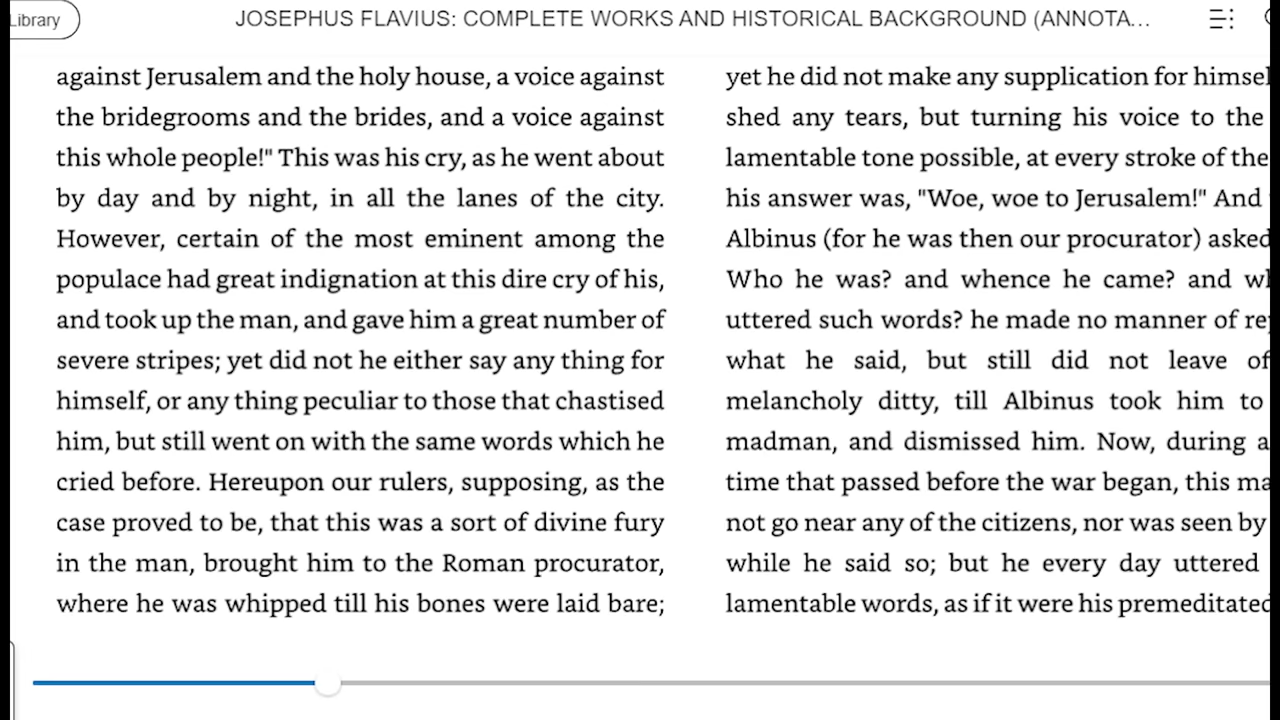 Library
JOSEPHUS FLAVIUS: COMPLETE WORKS AND HISTORICAL BACKGROUND (ANNOTA...
against Jerusalem and the holy house, a voice against
the bridegrooms and the brides, and a voice against
this whole people!" This was his cry, as he went about
by day and by night, in all the lanes of the city.
However, certain of the most eminent among the
populace had great indignation at this dire cry of his,
and took up the man, and gave him a great number of
severe stripes; yet did not he either say any thing for
himself, or any thing peculiar to those that chastised
him, but still went on with the same words which he
cried before. Hereupon our rulers, supposing, as the
case proved to be, that this was a sort of divine fury
in the man, brought him to the Roman procurator,
where he was whipped till his bones were laid bare;
yet he did not make any supplication for
shed any tears, but turning his voice to the
lamentable tone possible, at every stroke of the
his answer was, "Woe, woe to Jerusalem!" And
Albinus (for he was then our procurator) asked
Who he was? and whence he came? and
uttered such words? he made no manner of
what he said, but still did not leave
melancholy ditty, till Albinus took him to
madman, and dismissed him. Now, during
time that passed before the war began, this
not go near any of the citizens, nor was seen by
while he said so; but he every day uttered
lamentable words, as if it were his premeditated